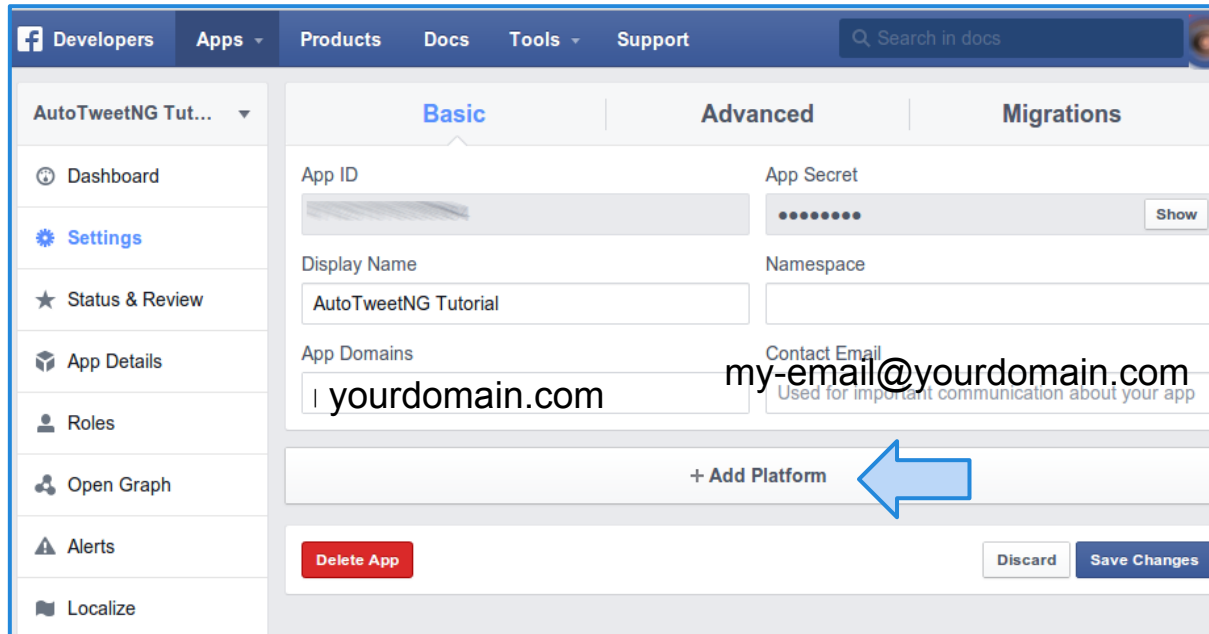 f Developers Apps Products Docs Tools Support Search in docs
AutoTweetNG Tut...
Dashboard
Settings
Status & Review
App Details
Roles
Open Graph
Alerts
Localize
Basic Advanced Migrations
App ID App Secret
•••••••• Show
Display Name Namespace
AutoTweetNG Tutorial
App Domains Contact Email
yourdomain.com my-email@yourdomain.com
Used for important communication about your app
+ Add Platform
Delete App Discard Save Changes